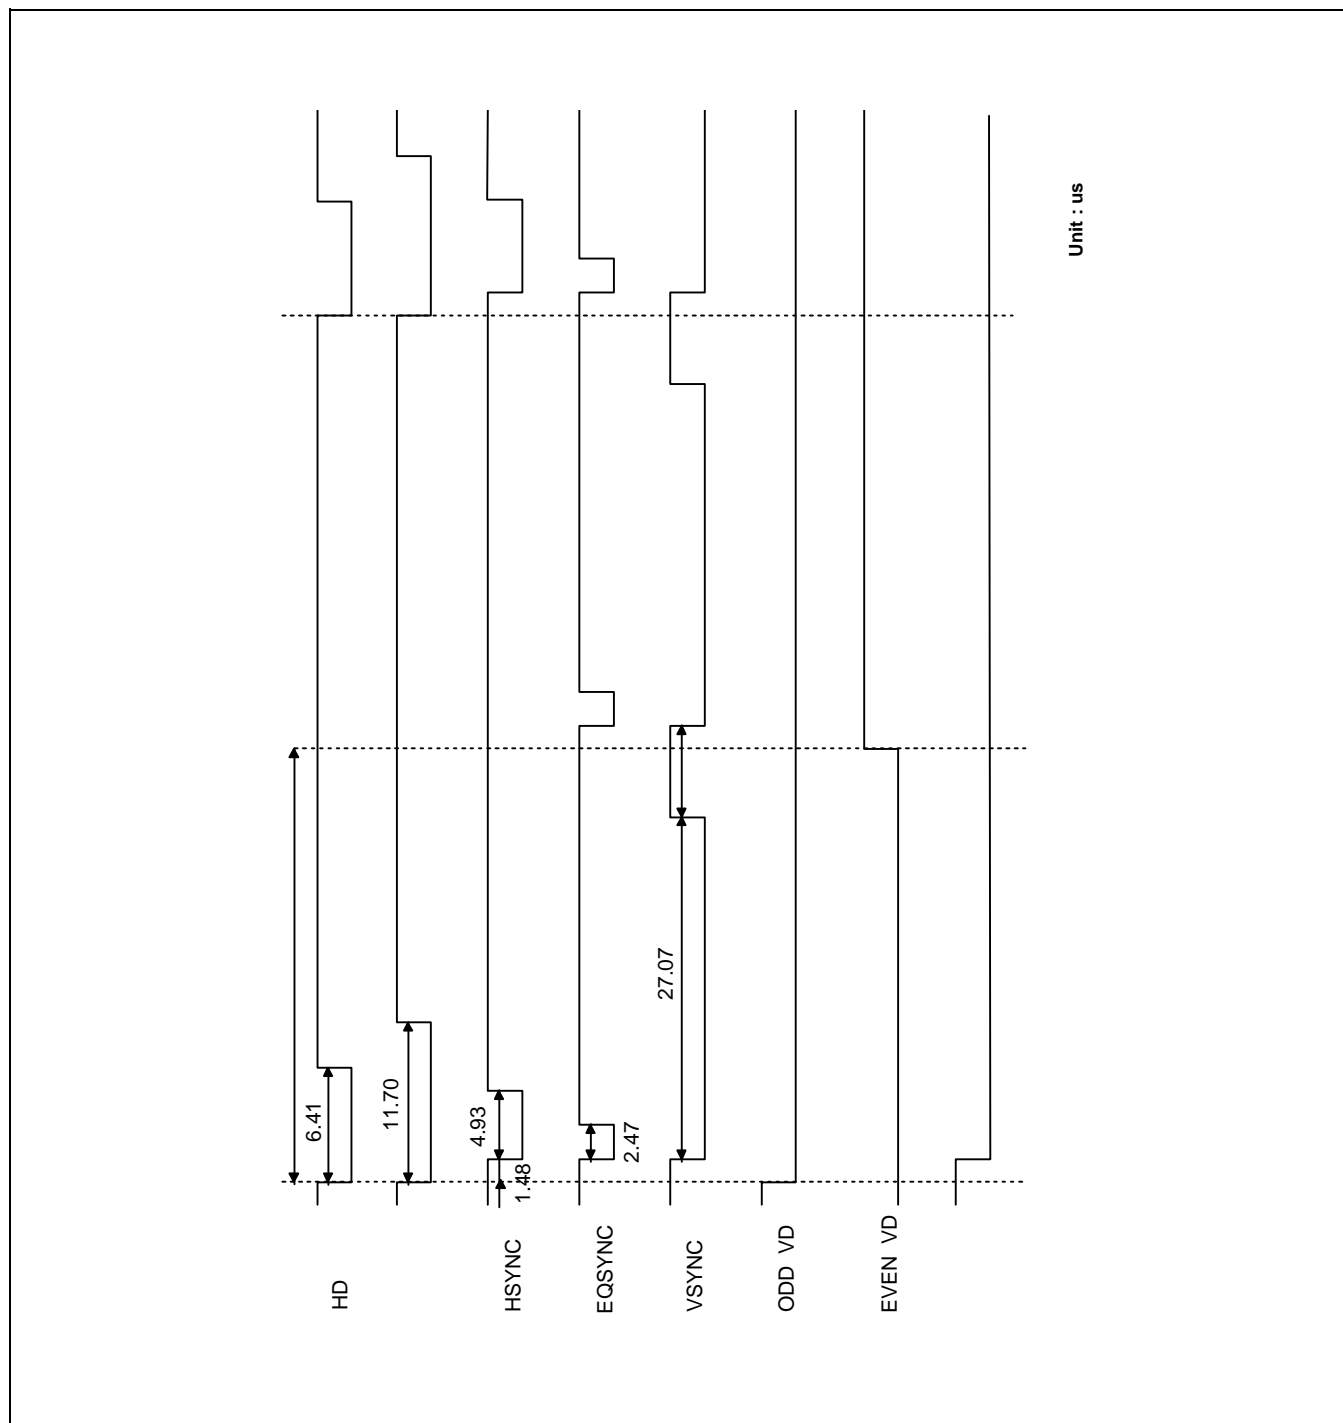 HD
6.41
11.70
HSYNC
1.48
4.93
EQSYNC
2.47
VSYNC
27.07
ODD VD
EVEN VD
Unit : us